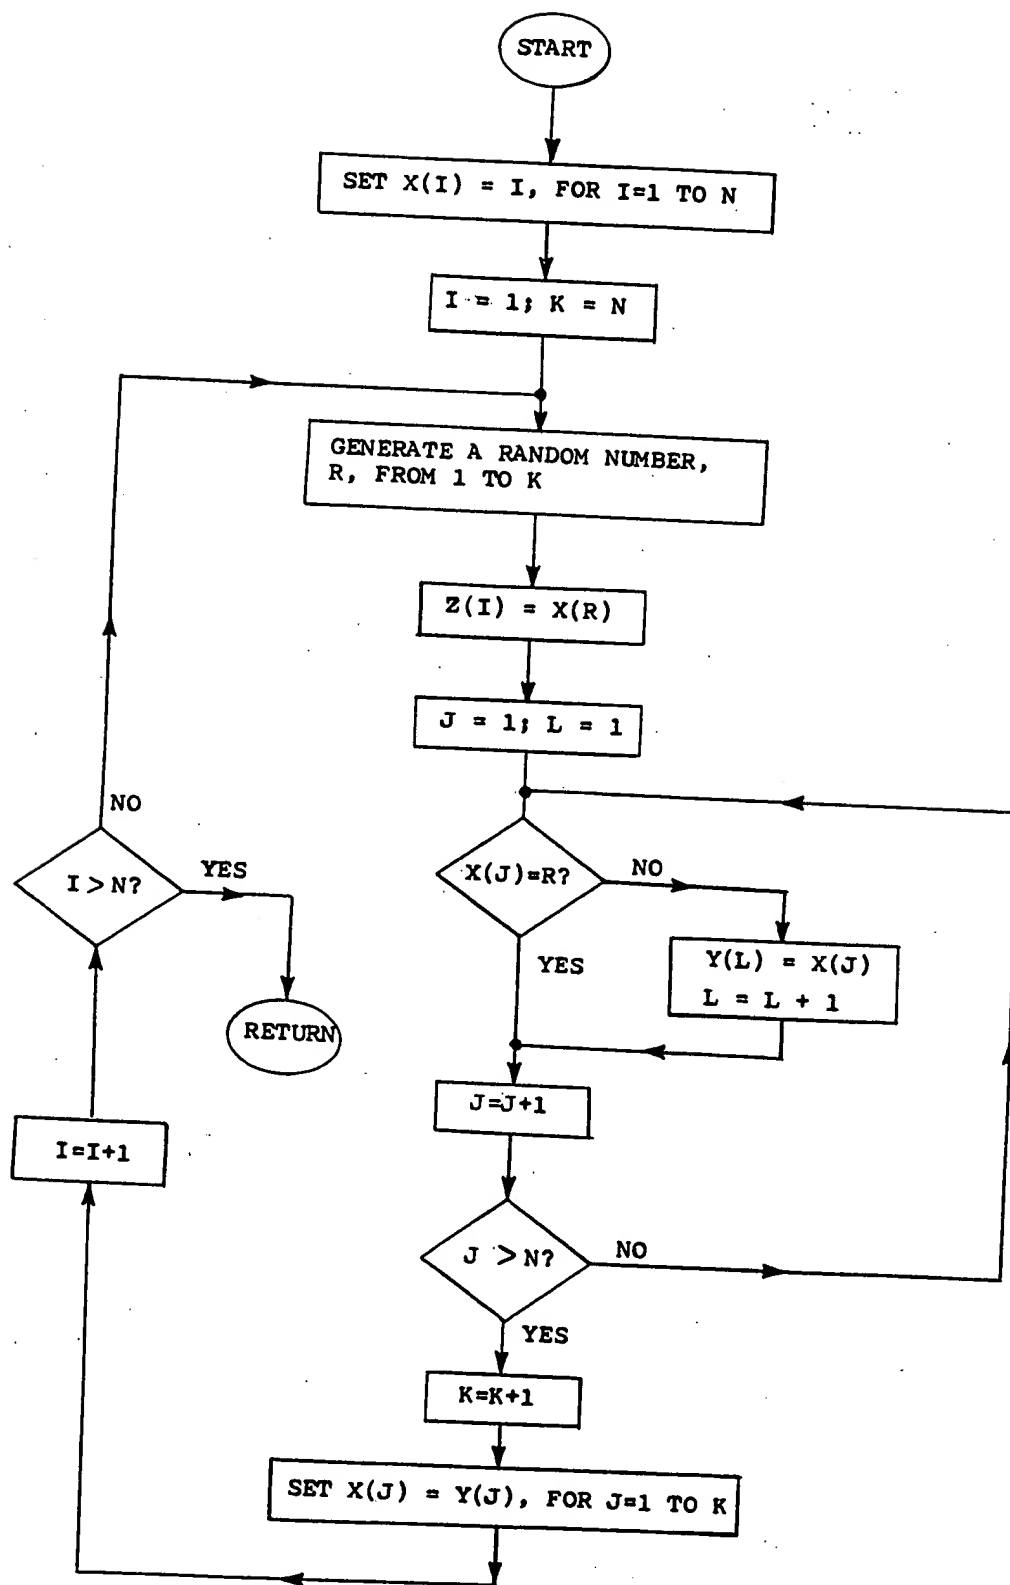 START
SET X(I) = I, FOR I=1 TO N
I = 1; K = N
GENERATE A RANDOM NUMBER,
R, FROM 1 TO K
Z(I) = X(R)
J = 1; L = 1
X(J)=R?
NO
YES
Y(L) = X(J)
L = L + 1
J=J+1
J > N?
NO
YES
K=K+1
SET X(J) = Y(J), FOR J=1 TO K
I=I+1
I > N?
NO
YES
RETURN